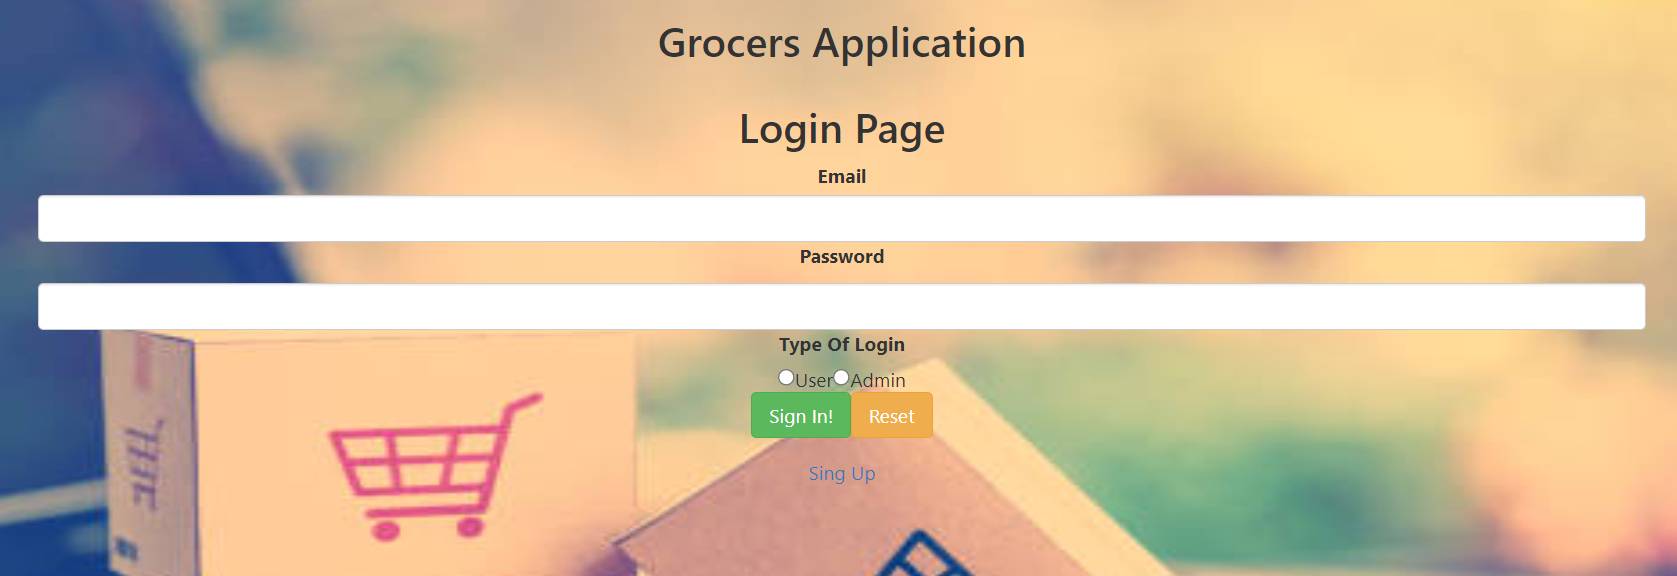 Grocers Application
Login Page
Email
Password
Type Of Login
User Admin
Sign In! Reset
Sing Up